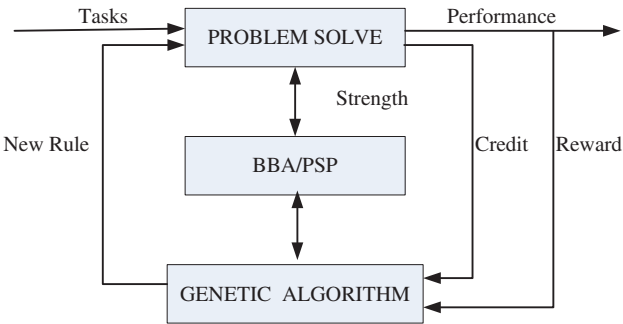 Tasks
Performance
PROBLEM SOLVE
Strength
New Rule
BBA/PSP
Credit
Reward
GENETIC ALGORITHM